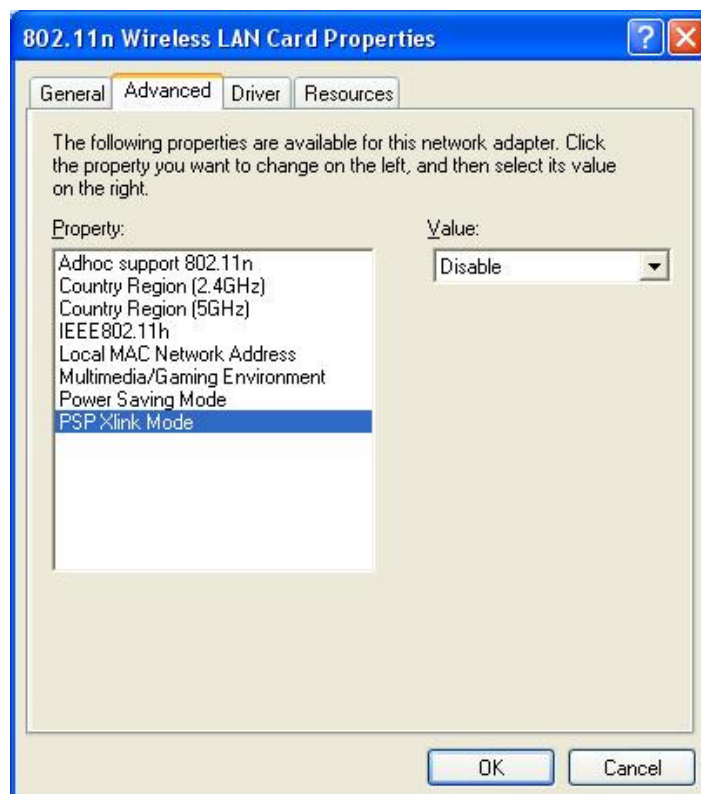 802.11n Wireless LAN Card Properties
General Advanced Driver Resources
The following properties are available for this network adapter. Click
the property you want to change on the left, and then select its value
on the right.
Property:
Adhoc support 802.11n
Country Region (2.4GHz)
Country Region (5GHz)
IEEE802.11h
Local MAC Network Address
Multimedia/Gaming Environment
Power Saving Mode
PSP Xlink Mode
Value:
Disable
OK Cancel